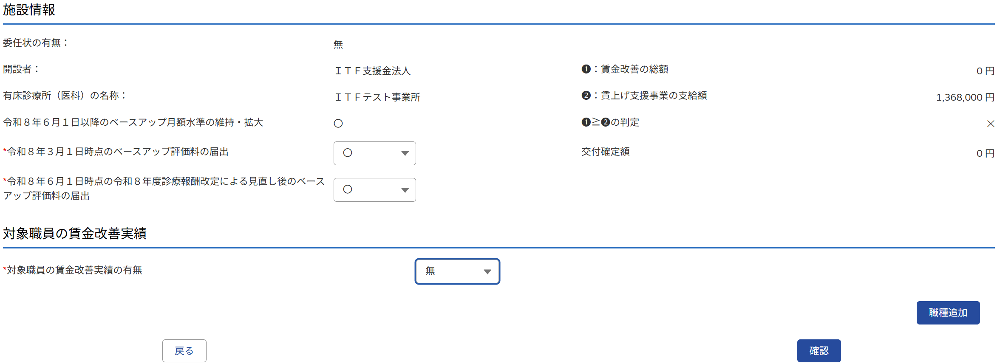 施設情報
委任状の有無：
無
開設者：
ＩＴＦ支援金法人
❶：賃金改善の総額
0 円
有床診療所（医科）の名称：
ＩＴＦテスト事業所
❷：賃上げ支援事業の支給額
1,368,000 円
令和８年６月１日以降のベースアップ月額水準の維持・拡大
〇
❶≧❷の判定
×
*令和８年３月１日時点のベースアップ評価料の届出
〇
交付確定額
0 円
*令和８年６月１日時点の令和８年度診療報酬改定による見直し後のベース
アップ評価料の届出
〇
対象職員の賃金改善実績
*対象職員の賃金改善実績の有無
無
職種追加
戻る
確認